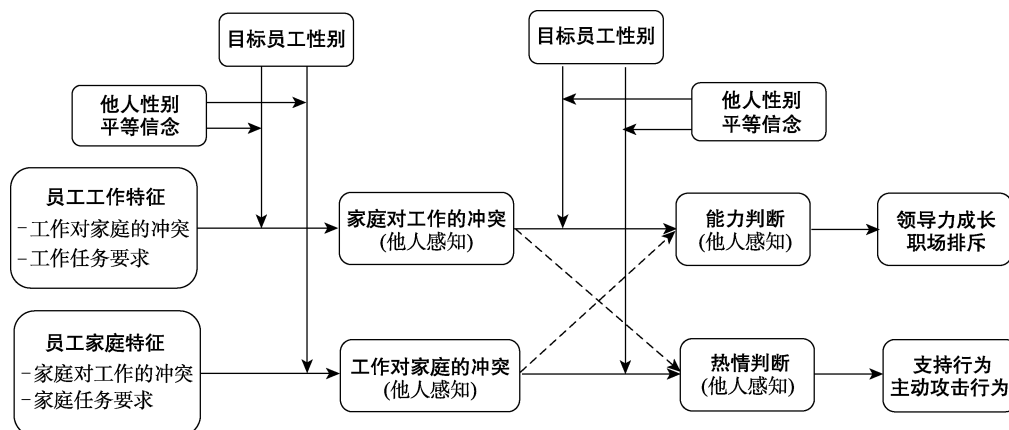 目标员工性别
目标员工性别
他人性别
平等信念
他人性别
平等信念
员工工作特征
-工作对家庭的冲突
-工作任务要求
家庭对工作的冲突
(他人感知)
能力判断
(他人感知)
领导力成长
职场排斥
员工家庭特征
-家庭对工作的冲突
-家庭任务要求
工作对家庭的冲突
(他人感知)
热情判断
(他人感知)
支持行为
主动攻击行为